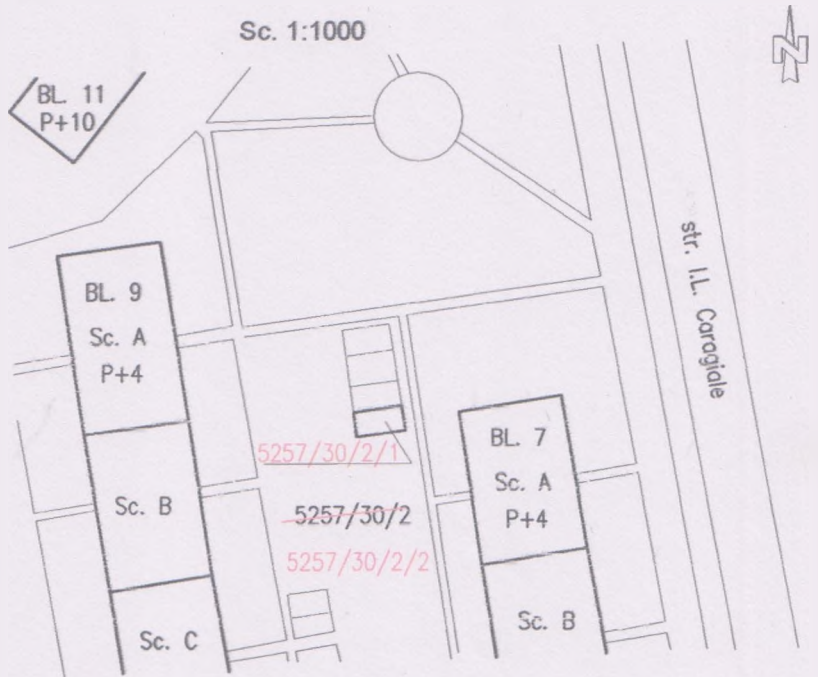 Sc. 1:1000
N
BL. 11
P+10
str. I.L. Caragiale
BL. 9
Sc. A
P+4
Sc. B
Sc. C
5257/30/2/1
5257/30/2
5257/30/2/2
BL. 7
Sc. A
P+4
Sc. B